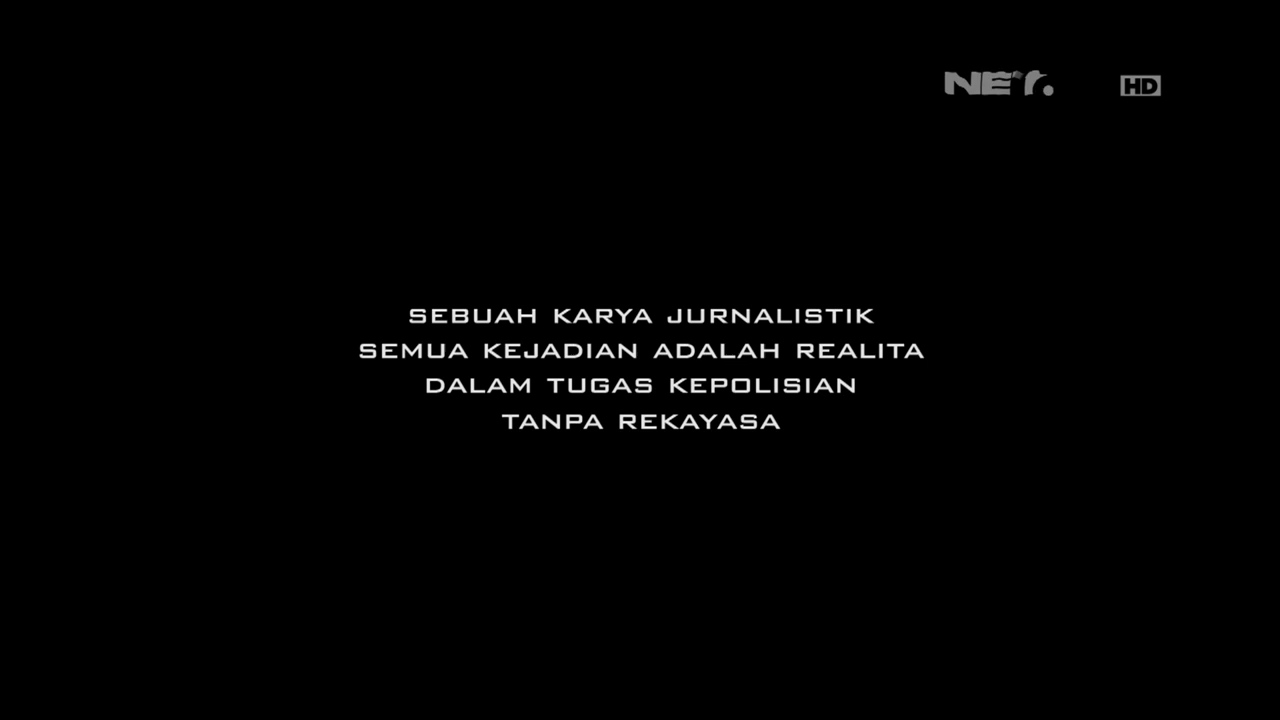 NET.
HD
SEBUAH KARYA JURNALISTIK
SEMUA KEJADIAN ADALAH REALITA
DALAM TUGAS KEPOLISIAN
TANPA REKAYASA